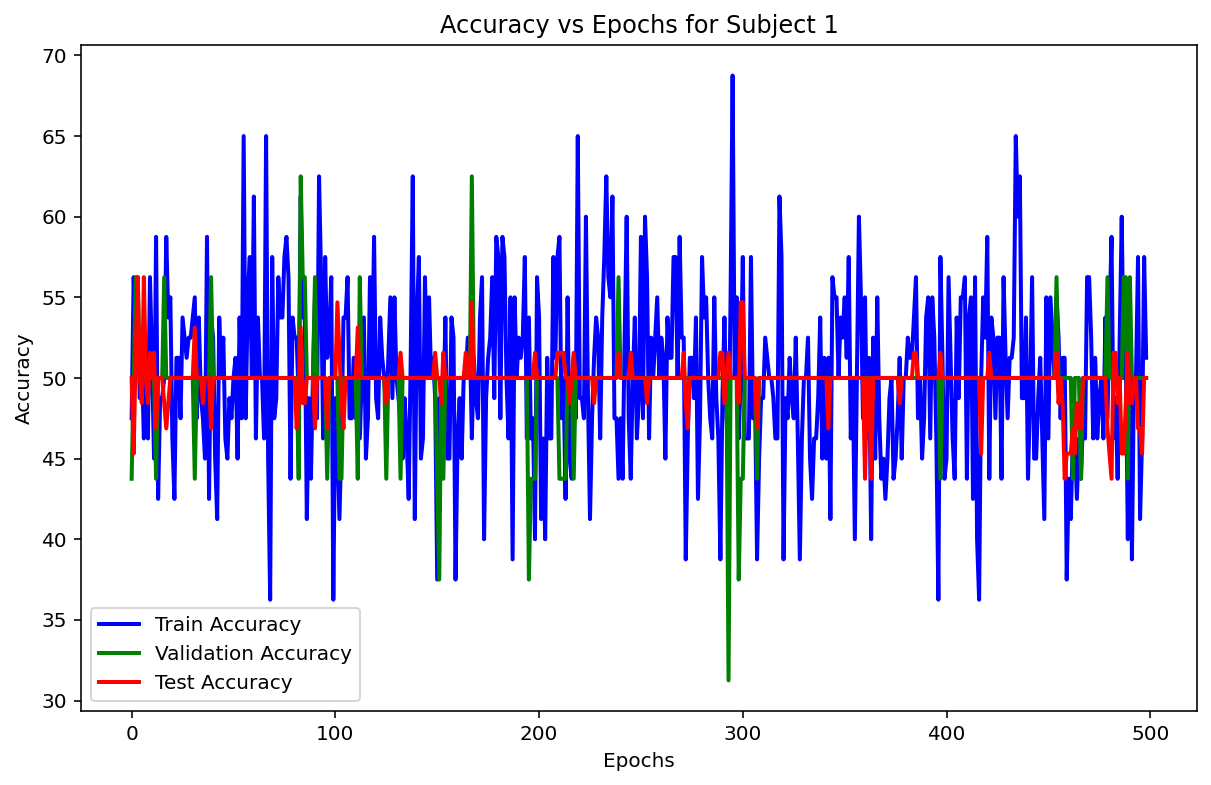 Accuracy vs Epochs for Subject 1
70
65
60
55
50
45
40
35
30
Accuracy
Train Accuracy
Validation Accuracy
Test Accuracy
0 100 200 300 400 500
Epochs